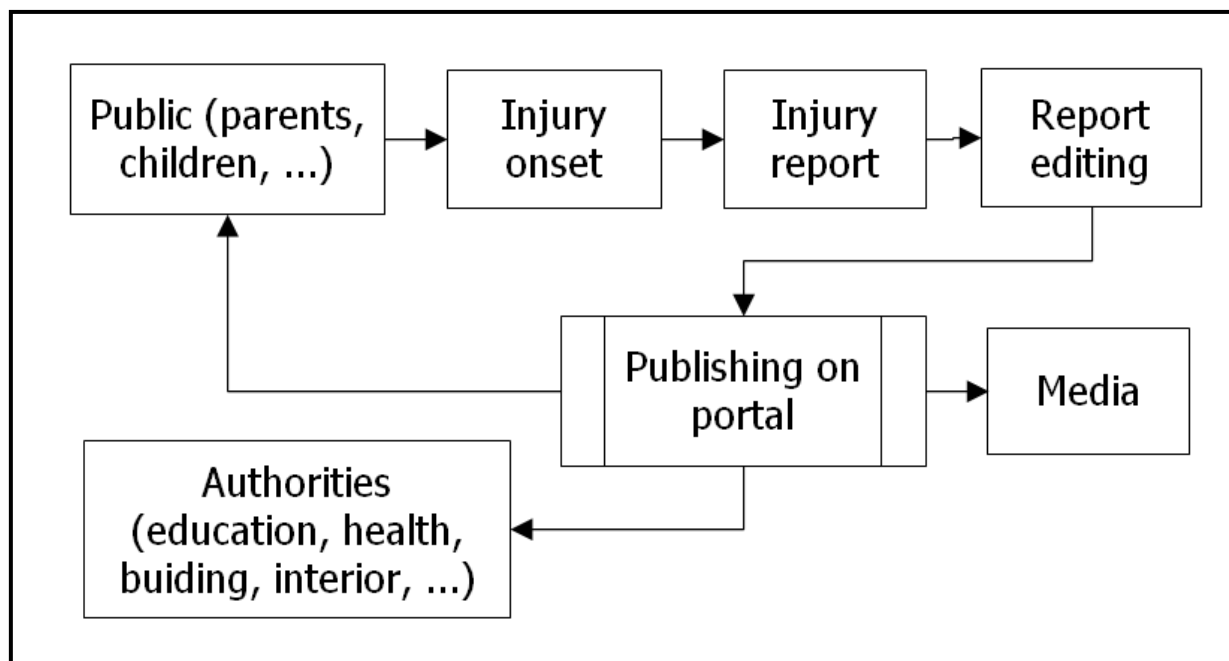 Public (parents,
children, ...)
Injury
onset
Injury
report
Report
editing
Publishing on
portal
Media
Authorities
(education, health,
buiding, interior, ...)